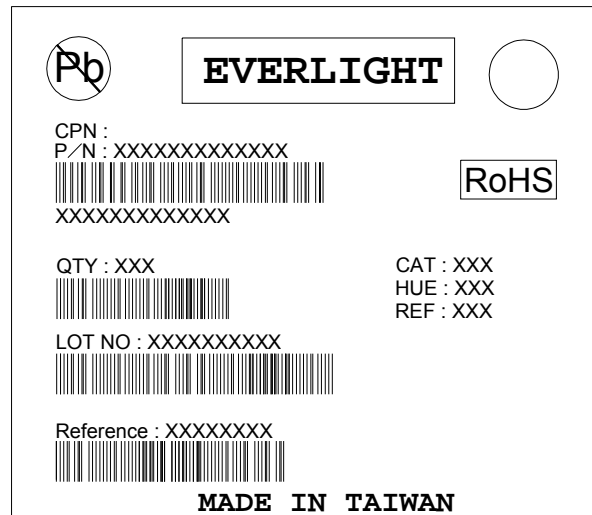 Pb
EVERLIGHT
CPN :
P/N : XXXXXXXXXXXXX
RoHS
XXXXXXXXXXXXX
QTY : XXX
CAT : XXX
HUE : XXX
REF : XXX
LOT NO : XXXXXXXXXX
Reference : XXXXXXXX
MADE IN TAIWAN